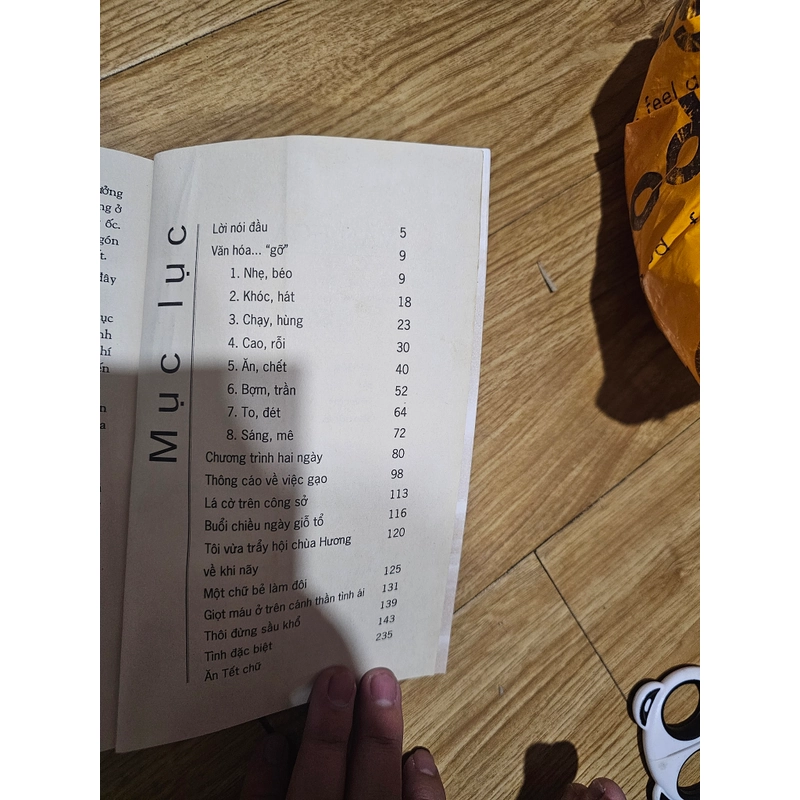 ng ở
ốc.
đây
Mục lục
Lời nói đầu 5
Văn hóa... “gỡ” 9
1. Nhẹ, béo 9
2. Khóc, hát 18
3. Chạy, hùng 23
4. Cao, rỗi 30
5. Ăn, chết 40
6. Bợm, trần 52
7. To, đét 64
8. Sáng, mê 72
Chương trình hai ngày 80
Thông cáo về việc gạo 98
Lá cờ trên công sở 113
Buổi chiều ngày giỗ tổ 116
Tôi vừa trẩy hội chùa Hương 120
về khi nãy
Một chữ bẻ làm đôi 125
Giọt máu ở trên cánh thần tình ái 131
Thôi đừng sầu khổ 139
Tình đặc biệt 143
Ăn Tết chữ 235
feel